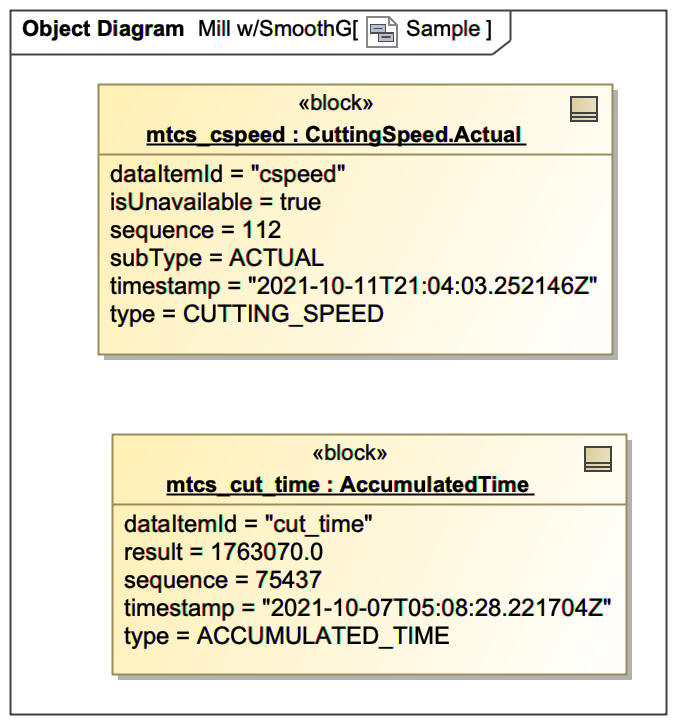 Object Diagram Mill w/SmoothG[ Sample ]
«block»
mtcs_cspeed : CuttingSpeed.Actual
dataItemId = "cspeed"
isUnavailable = true
sequence = 112
subType = ACTUAL
timestamp = "2021-10-11T21:04:03.252146Z"
type = CUTTING_SPEED
«block»
mtcs_cut_time : AccumulatedTime
dataItemId = "cut_time"
result = 1763070.0
sequence = 75437
timestamp = "2021-10-07T05:08:28.221704Z"
type = ACCUMULATED_TIME